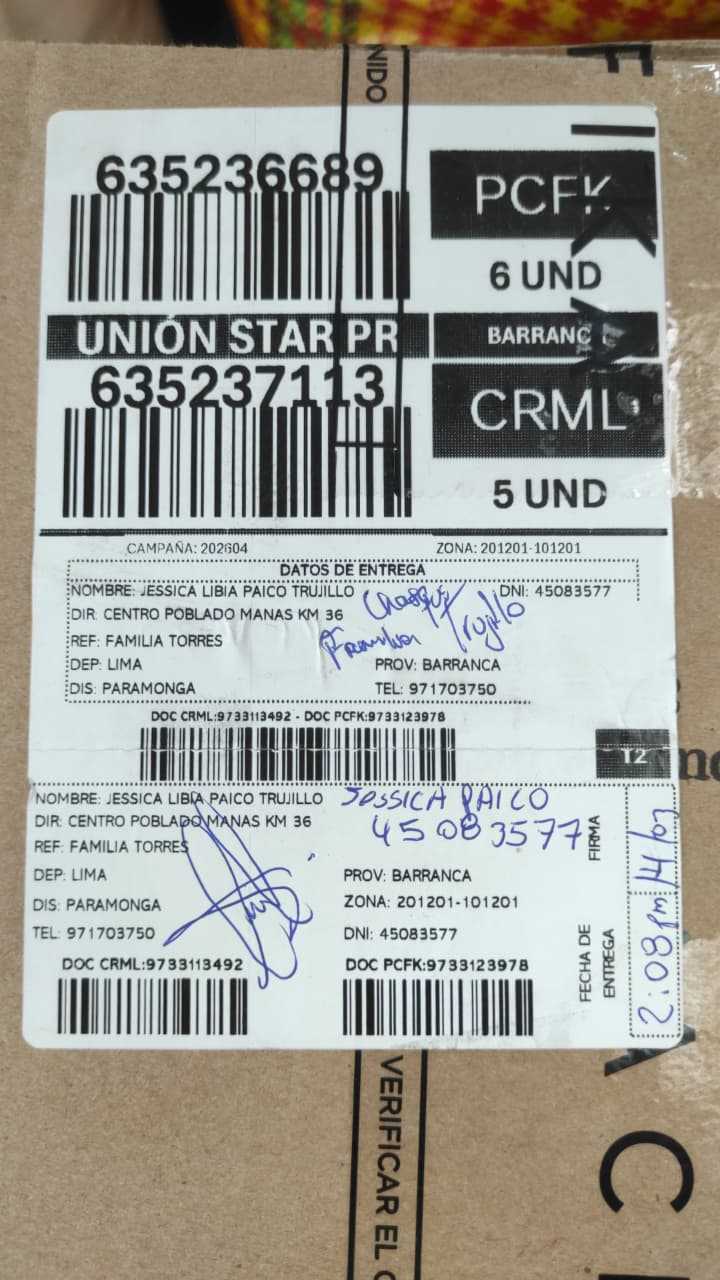 NIDO
635236689
PCFK
6 UND
UNIÓN STAR PR
BARRANC
635237113
CRML
5 UND
CAMPAÑA: 202604 ZONA: 201201-101201
DATOS DE ENTREGA
NOMBRE: JESSICA LIBIA PAICO TRUJILLO DNI: 45083577
DIR: CENTRO POBLADO MANAS KM 36
REF: FAMILIA TORRES
Trujillo
DEP: LIMA PROV: BARRANCA
DIS: PARAMONGA TEL: 971703750
DOC CRML:9733113492 - DOC PCFK:9733123978
T2
NOMBRE: JESSICA LIBIA PAICO TRUJILLO
JESSICA PAICO
DIR: CENTRO POBLADO MANAS KM 36
45083577
REF: FAMILIA TORRES
FIRMA
DEP: LIMA PROV: BARRANCA
DIS: PARAMONGA ZONA: 201201-101201
TEL: 971703750 DNI: 45083577
FECHA DE
ENTREGA
2:08 pm 14/03
DOC CRML:9733113492 DOC PCFK:9733123978
VERIFICAR EL C
A C